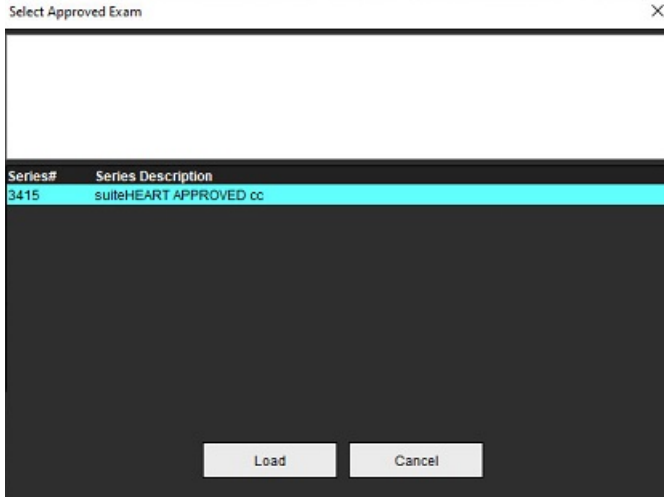 Select Approved Exam
Series# Series Description
3415 suiteHEART APPROVED cc
Load Cancel